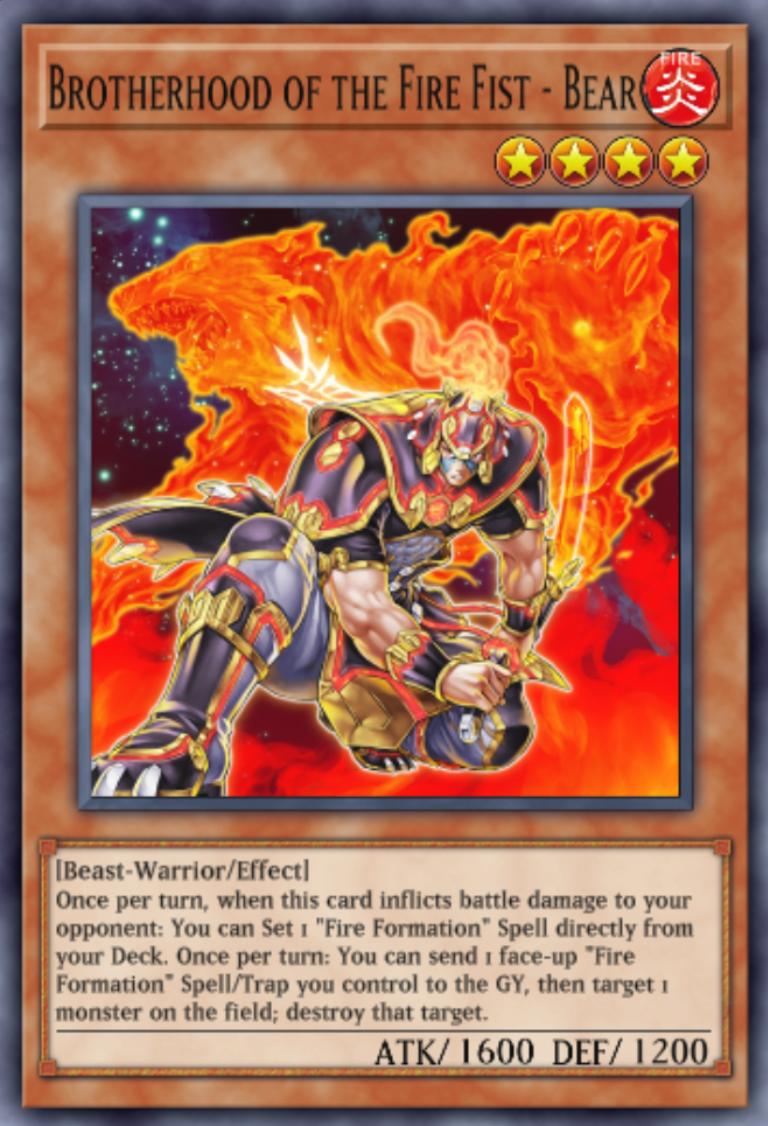 BROTHERHOOD OF THE FIRE FIST - BEAR
FIRE
炎
[Beast-Warrior/Effect]
Once per turn, when this card inflicts battle damage to your
opponent: You can Set 1 "Fire Formation" Spell directly from
your Deck. Once per turn: You can send 1 face-up "Fire
Formation" Spell/Trap you control to the GY, then target 1
monster on the field; destroy that target.
ATK/ 1600 DEF/ 1200